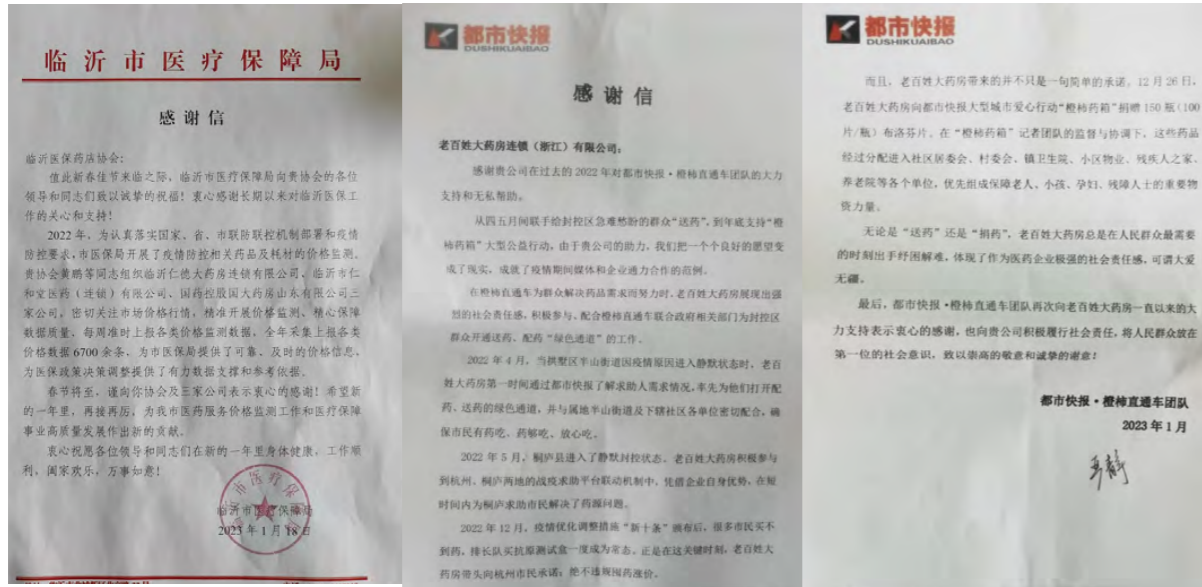 临沂市医疗保障局
感谢信
临沂医保药店协会：
值此新春佳节来临之际，临沂市医疗保障局向贵协会的各位
领导和同志们致以诚挚的祝福！衷心感谢长期以来对临沂医保工
作的关心和支持！
2022年，为认真落实国家、省、市联防联控机制部署和疫情
防控要求，市医保局开展了疫情防控相关药品及耗材的价格监测。
贵协会黄鹏等同志组织临沂仁德大药房连锁有限公司、临沂市仁
和堂医药（连锁）有限公司、国药控股国大药房山东有限公司三
家公司，密切关注市场价格行情，精准开展价格监测，精心保障
数据质量，每周准时上报各类价格监测数据，全年采集上报各类
价格数据6700余条，为市医保局提供了可靠、及时的价格信息，
为医保政策决策调整提供了有力数据支撑和参考依据。
春节将至，谨向你协会及三家公司表示衷心的感谢！希望新
的一年里，再接再厉，为我市医药服务价格监测工作和医疗保障
事业高质量发展作出新的贡献。
衷心祝愿各位领导和同志们在新的一年里身体健康，工作顺
利，阖家欢乐，万事如意！
临沂市医疗保障局
2023年1月18日
都市快报
DUSHIKUAIBAO
感谢信
老百姓大药房连锁（浙江）有限公司：
感谢贵公司在过去的2022年对都市快报·橙柿直通车团队的大力
支持和无私帮助。
从四五月间联手给封控区急难愁盼的群众“送药”，到年底支持“橙
柿药箱”大型公益行动，由于贵公司的助力，我们把一个个良好的愿望变
成了现实，成就了疫情期间媒体和企业通力合作的范例。
在橙柿直通车为群众解决药品需求而努力时，老百姓大药房展现出强
烈的社会责任感，积极参与、配合橙柿直通车联合政府相关部门为封控区
群众开通送药、配药“绿色通道”的工作。
2022年4月，当拱墅区半山街道因疫情原因进入静默状态时，老百
姓大药房第一时间通过都市快报了解求助人需求情况，率先为他们打开配
药、送药的绿色通道，并与属地半山街道及下辖社区各单位密切配合，确
保市民有药吃、药够吃、放心吃。
2022年5月，桐庐县进入了静默封控状态。老百姓大药房积极参与
到杭州、桐庐两地的战疫求助平台联动机制中，凭借企业自身优势，在短
时间内为桐庐求助市民解决了药源问题。
2022年12月，疫情优化调整措施“新十条”颁布后，很多市民买不
到药，排长队买抗原测试盒一度成为常态。正是在这关键时刻，老百姓大
药房带头向杭州市民承诺：绝不违规囤药涨价。
都市快报
DUSHIKUAIBAO
而且，老百姓大药房带来的并不只是一句简单的承诺。12月26日，
老百姓大药房向都市快报大型城市爱心行动“橙柿药箱”捐赠150瓶（100
片/瓶）布洛芬片。在“橙柿药箱”记者团队的监督与协调下，这些药品
经过分配进入社区居委会、村委会、镇卫生院、小区物业、残疾人之家、
养老院等各个单位，优先组成保障老人、小孩、孕妇、残障人士的重要物
资力量。
无论是“送药”还是“捐药”，老百姓大药房总是在人民群众最需要
的时刻出手纾困解难，体现了作为医药企业极强的社会责任感，可谓大爱
无疆。
最后，都市快报·橙柿直通车团队再次向老百姓大药房一直以来的大
力支持表示衷心的感谢，也向贵公司积极履行社会责任，将人民群众放在
第一位的社会意识，致以崇高的敬意和诚挚的谢意！
都市快报·橙柿直通车团队
2023年1月